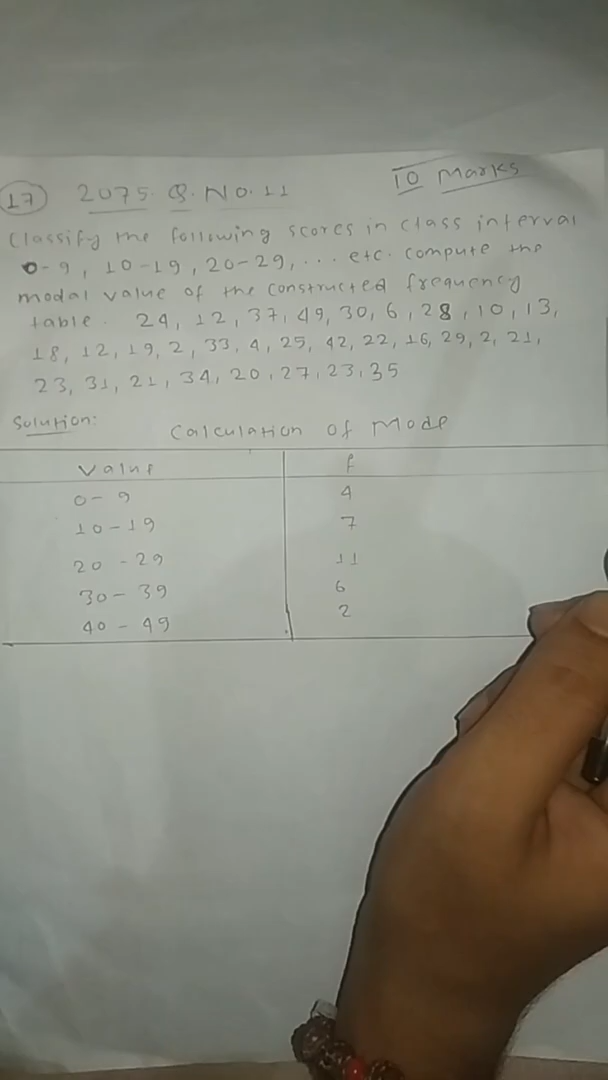 17 2075. Q. No. 11 10 Marks
Classify the following scores in class interval
0-9, 10-19, 20-29, ... etc. compute the
modal value of the constructed frequency
table. 24, 12, 37, 49, 30, 6, 28, 10, 13,
18, 12, 19, 2, 33, 4, 25, 42, 22, 16, 29, 2, 21,
23, 31, 21, 34, 20, 27, 23, 35
Solution: Calculation of Mode
Value f
0-9 4
10-19 7
20-29 11
30-39 6
40-49 2